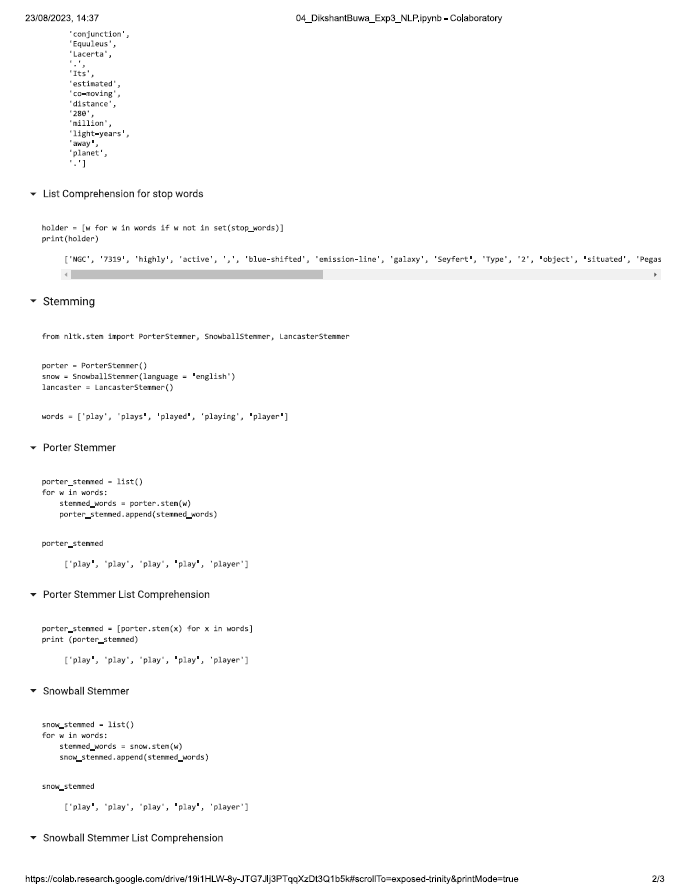 23/08/2023, 14:37 04_DikshantBuwa_Exp3_NLP.ipynb - Colaboratory
'conjunction',
'Equuleus',
'Lacerta',
'.',
'Its',
'estimated',
'co-moving',
'distance',
'280',
'million',
'light-years',
'away',
'planet',
'.']
List Comprehension for stop words
holder = [w for w in words if w not in set(stop_words)]
print(holder)
['NGC', '7319', 'highly', 'active', ',', 'blue-shifted', 'emission-line', 'galaxy', 'Seyfert', 'Type', '2', 'object', 'situated', 'Pegas
Stemming
from nltk.stem import PorterStemmer, SnowballStemmer, LancasterStemmer
porter = PorterStemmer()
snow = SnowballStemmer(language = 'english')
lancaster = LancasterStemmer()
words = ['play', 'plays', 'played', 'playing', 'player']
Porter Stemmer
porter_stemmed = list()
for w in words:
    stemmed_words = porter.stem(w)
    porter_stemmed.append(stemmed_words)
porter_stemmed
['play', 'play', 'play', 'play', 'player']
Porter Stemmer List Comprehension
porter_stemmed = [porter.stem(x) for x in words]
print (porter_stemmed)
['play', 'play', 'play', 'play', 'player']
Snowball Stemmer
snow_stemmed = list()
for w in words:
    stemmed_words = snow.stem(w)
    snow_stemmed.append(stemmed_words)
snow_stemmed
['play', 'play', 'play', 'play', 'player']
Snowball Stemmer List Comprehension
https://colab.research.google.com/drive/19i1HLW-8y-JTG7JIj3PTqqXzDt3Q1b5k#scrollTo=exposed-trinity&printMode=true 2/3